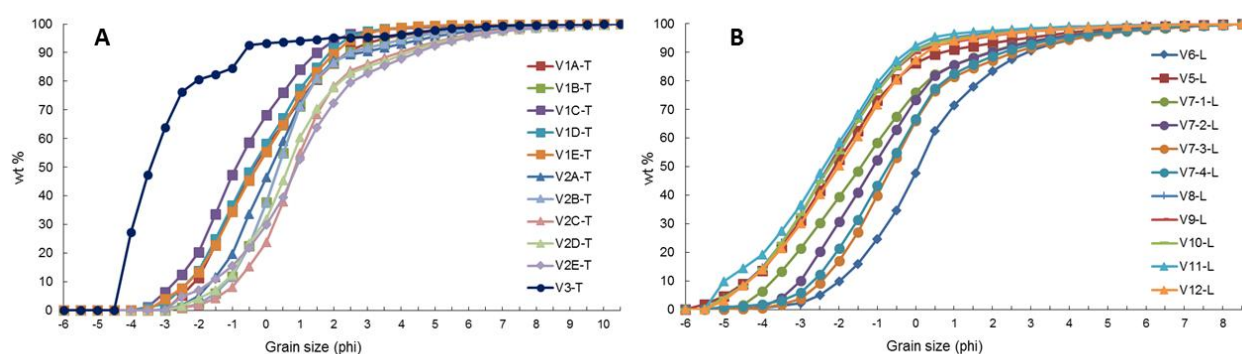 A
wt %
100
90
80
70
60
50
40
30
20
10
0
-6 -5 -4 -3 -2 -1 0 1 2 3 4 5 6 7 8 9 10
Grain size (phi)
V1A-T
V1B-T
V1C-T
V1D-T
V1E-T
V2A-T
V2B-T
V2C-T
V2D-T
V2E-T
V3-T
B
wt %
100
90
80
70
60
50
40
30
20
10
0
-6 -5 -4 -3 -2 -1 0 1 2 3 4 5 6 7 8
Grain size (phi)
V6-L
V5-L
V7-1-L
V7-2-L
V7-3-L
V7-4-L
V8-L
V9-L
V10-L
V11-L
V12-L